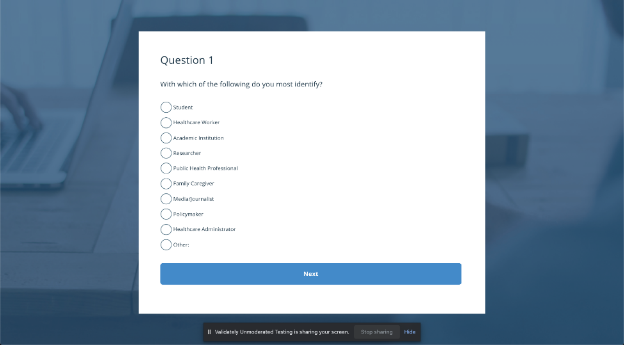 Question 1
With which of the following do you most identify?
Student
Healthcare Worker
Academic Institution
Researcher
Public Health Professional
Family Caregiver
Media/Journalist
Policymaker
Healthcare Administrator
Other:
Next
Validately Unmoderated Testing is sharing your screen. Stop sharing Hide